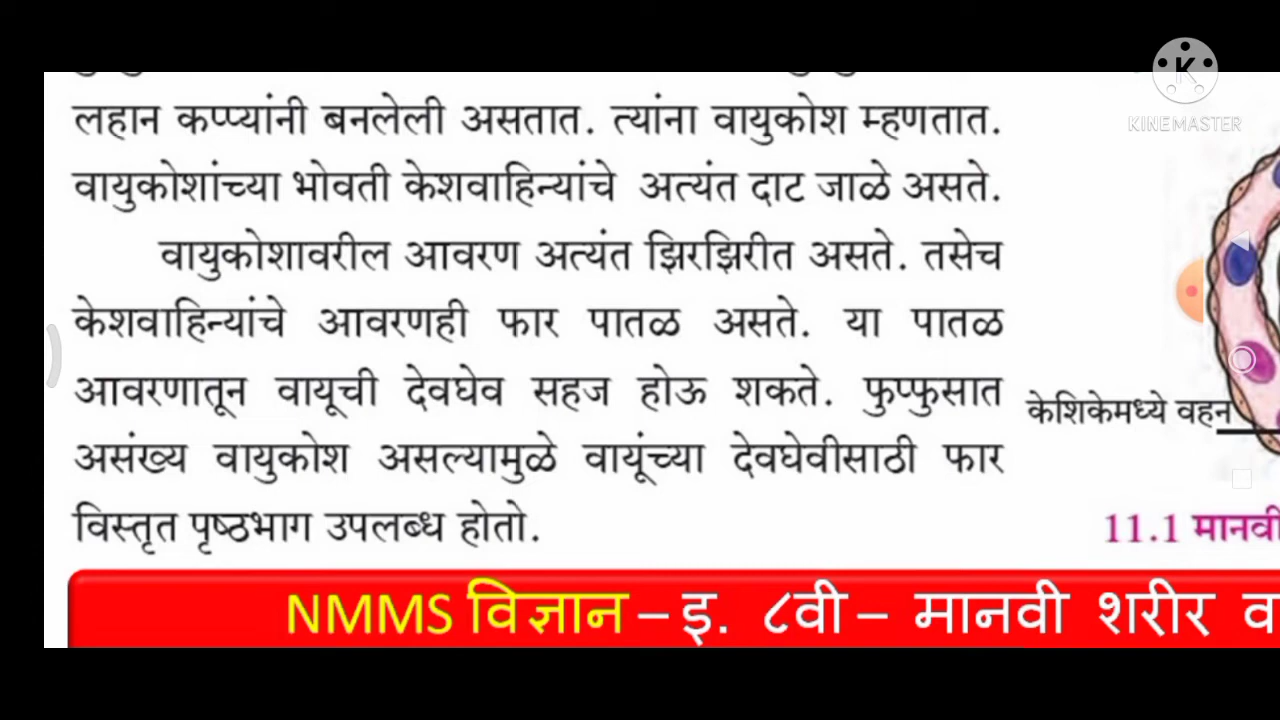 लहान कप्प्यांनी बनलेली असतात. त्यांना वायुकोश म्हणतात.
वायुकोशांच्या भोवती केशवाहिन्यांचे अत्यंत दाट जाळे असते.
वायुकोशावरील आवरण अत्यंत झिरझिरीत असते. तसेच
केशवाहिन्यांचे आवरणही फार पातळ असते. या पातळ
आवरणातून वायूची देवघेव सहज होऊ शकते. फुप्फुसात
असंख्य वायुकोश असल्यामुळे वायूंच्या देवघेवीसाठी फार
विस्तृत पृष्ठभाग उपलब्ध होतो.
K
KINEMASTER
केशिकेमध्ये वहन
11.1 मानवी
NMMS विज्ञान – इ. ८वी – मानवी शरीर व